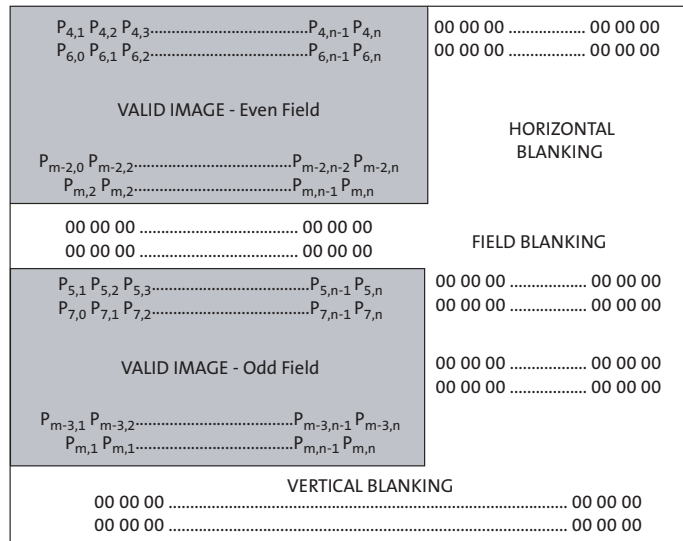 P4,1 P4,2 P4,3..............................P4,n-1 P4,n 00 00 00 .................. 00 00 00
P6,0 P6,1 P6,2..............................P6,n-1 P6,n 00 00 00 .................. 00 00 00
VALID IMAGE - Even Field
HORIZONTAL
BLANKING
Pm-2,0 Pm-2,2..............................Pm-2,n-2 Pm-2,n
Pm,2 Pm,2..............................Pm,n-1 Pm,n
00 00 00 ..................................... 00 00 00
00 00 00 ..................................... 00 00 00
FIELD BLANKING
P5,1 P5,2 P5,3..............................P5,n-1 P5,n 00 00 00 .................. 00 00 00
P7,0 P7,1 P7,2..............................P7,n-1 P7,n 00 00 00 .................. 00 00 00
VALID IMAGE - Odd Field
00 00 00 .................. 00 00 00
00 00 00 .................. 00 00 00
Pm-3,1 Pm-3,2..............................Pm-3,n-1 Pm-3,n
Pm,1 Pm,1..............................Pm,n-1 Pm,n
VERTICAL BLANKING
00 00 00 ............................................................................................. 00 00 00
00 00 00 ............................................................................................. 00 00 00